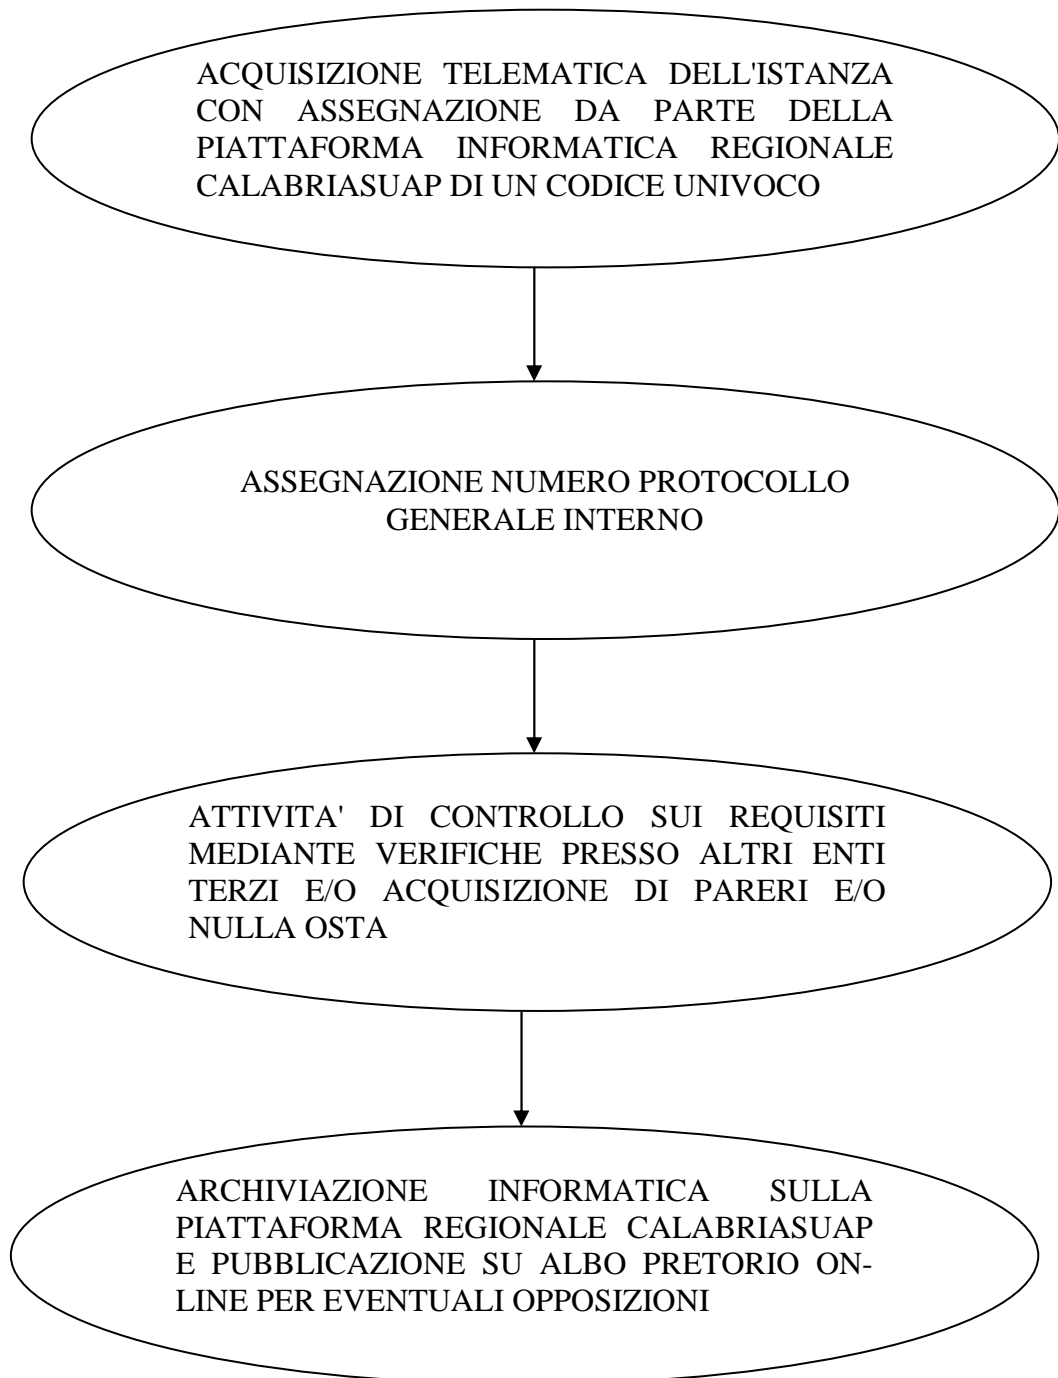 ACQUISIZIONE TELEMATICA DELL'ISTANZA
CON ASSEGNAZIONE DA PARTE DELLA
PIATTAFORMA INFORMATICA REGIONALE
CALABRIASUAP DI UN CODICE UNIVOCO
ASSEGNAZIONE NUMERO PROTOCOLLO
GENERALE INTERNO
ATTIVITA' DI CONTROLLO SUI REQUISITI
MEDIANTE VERIFICHE PRESSO ALTRI ENTI
TERZI E/O ACQUISIZIONE DI PARERI E/O
NULLA OSTA
ARCHIVIAZIONE INFORMATICA SULLA
PIATTAFORMA REGIONALE CALABRIASUAP
E PUBBLICAZIONE SU ALBO PRETORIO ON-
LINE PER EVENTUALI OPPOSIZIONI